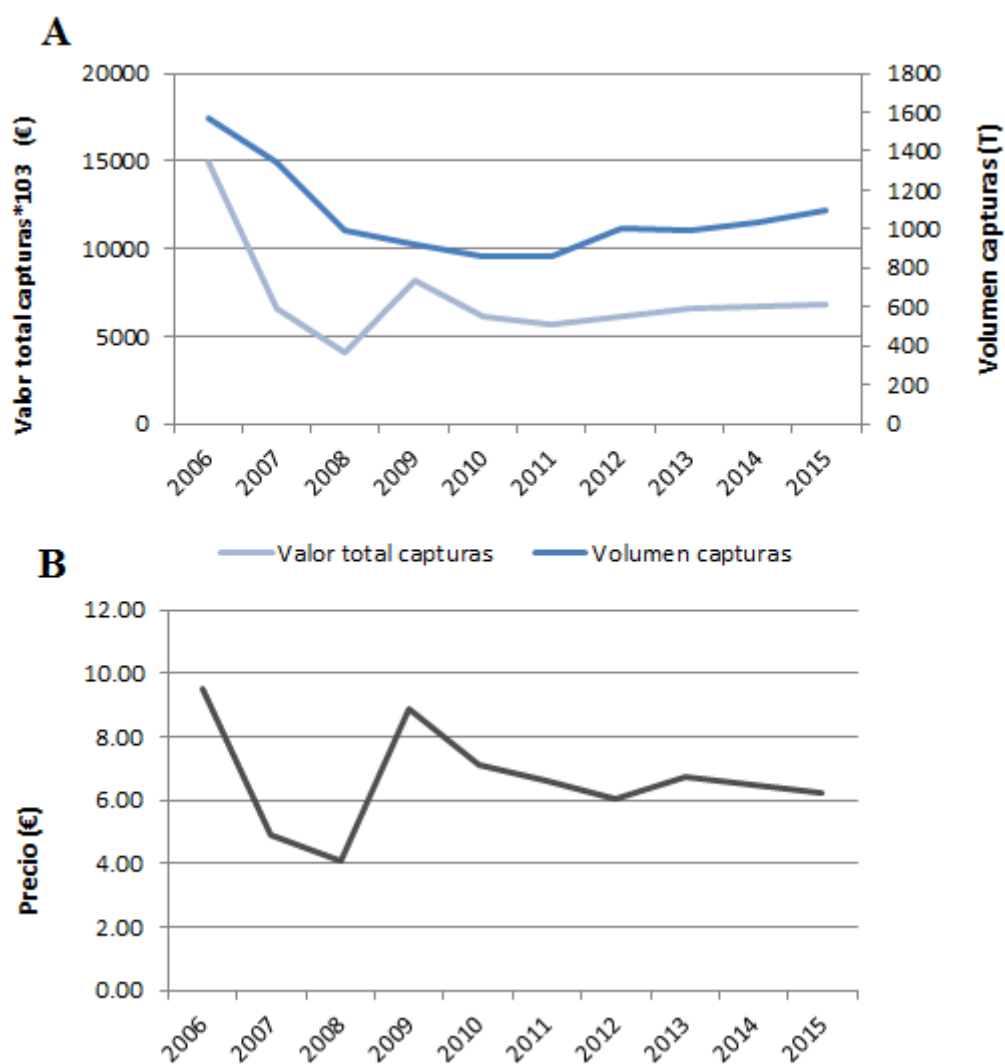 A
Valor total capturas*103 (€)
20000
15000
10000
5000
0
1800
1600
1400
1200
1000
800
600
400
200
0
Volumen capturas (T)
2006 2007 2008 2009 2010 2011 2012 2013 2014 2015
Valor total capturas Volumen capturas
B
Precio (€)
12.00
10.00
8.00
6.00
4.00
2.00
0.00
2006 2007 2008 2009 2010 2011 2012 2013 2014 2015